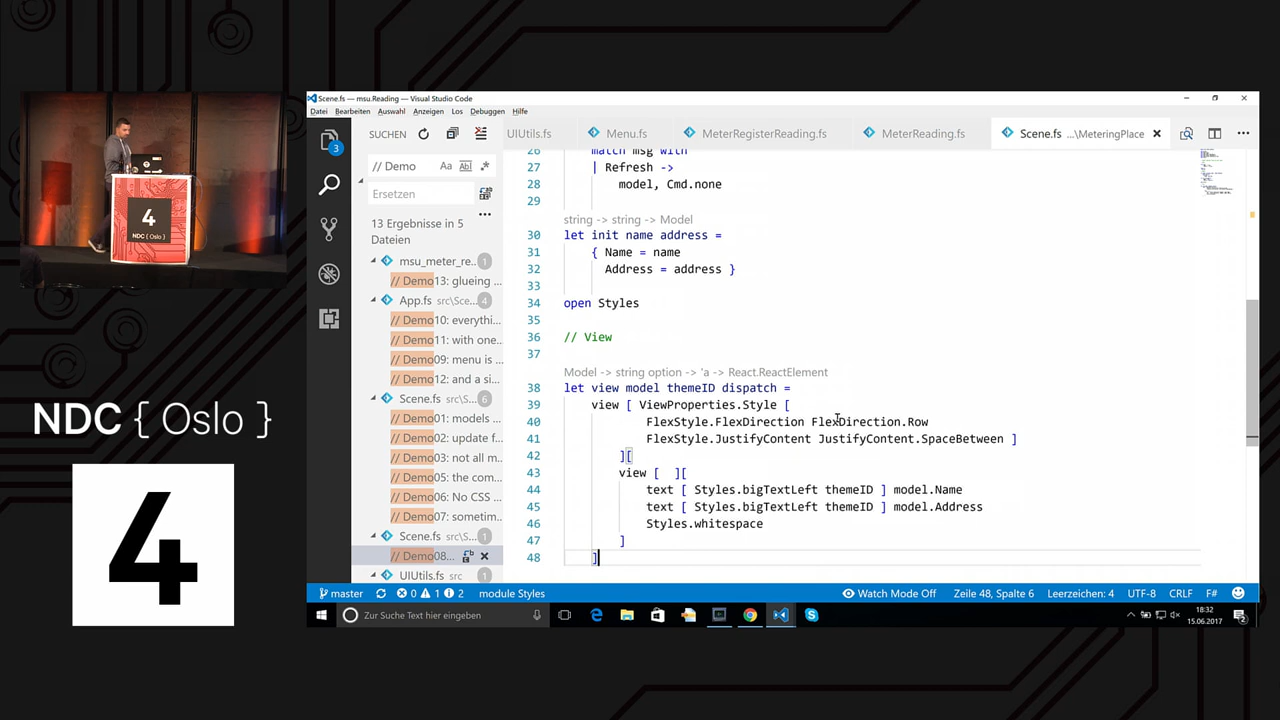 Scene.fs — msu.Reading — Visual Studio Code
Datei Bearbeiten Auswahl Anzeigen Los Debuggen Hilfe
SUCHEN
UIUtils.fs Menu.fs MeterRegisterReading.fs MeterReading.fs Scene.fs ...\MeteringPlace
3
// Demo Aa Abl .*
Ersetzen
13 Ergebnisse in 5
Dateien
msu_meter_re... 1
// Demo13: glueing ...
App.fs src\Sce... 4
// Demo10: everythi...
// Demo11: with one...
// Demo09: menu is ...
// Demo12: and a si...
Scene.fs src\S... 6
// Demo01: models ...
// Demo02: update f...
// Demo03: not all m...
// Demo05: the com...
// Demo06: No CSS ...
// Demo07: sometim...
Scene.fs src\S... 1
// Demo08...
UIUtils.fs src 1
26 match msg with
27 | Refresh ->
28 model, Cmd.none
29
string -> string -> Model
30 let init name address =
31 { Name = name
32 Address = address }
33
34 open Styles
35
36 // View
37
Model -> string option -> 'a -> React.ReactElement
38 let view model themeID dispatch =
39 view [ ViewProperties.Style [
40 FlexStyle.FlexDirection FlexDirection.Row
41 FlexStyle.JustifyContent JustifyContent.SpaceBetween ]
42 ][
43 view [ ][
44 text [ Styles.bigTextLeft themeID ] model.Name
45 text [ Styles.bigTextLeft themeID ] model.Address
46 Styles.whitespace
47 ]
48 ]
master 0 1 2 module Styles Watch Mode Off Zeile 48, Spalte 6 Leerzeichen: 4 UTF-8 CRLF F#
Zur Suche Text hier eingeben
18:32
15.06.2017
2
4
NDC { Oslo }
NDC { Oslo }
4